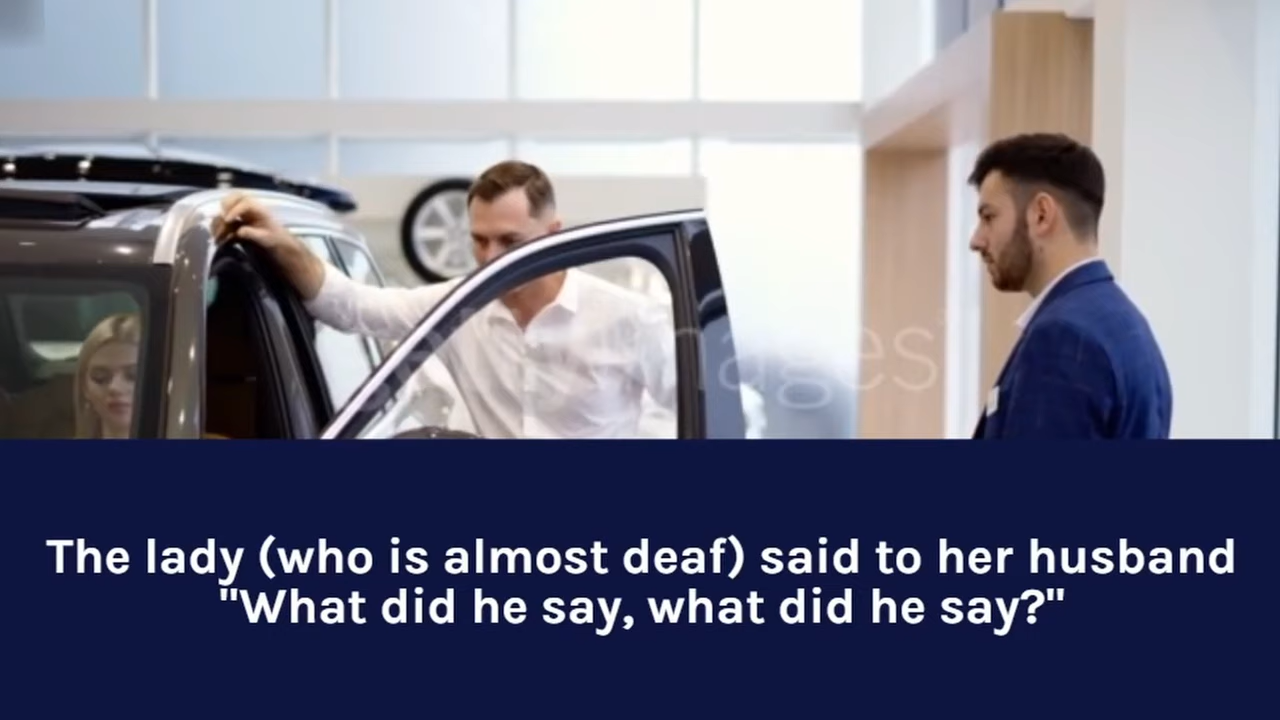 The lady (who is almost deaf) said to her husband
"What did he say, what did he say?"